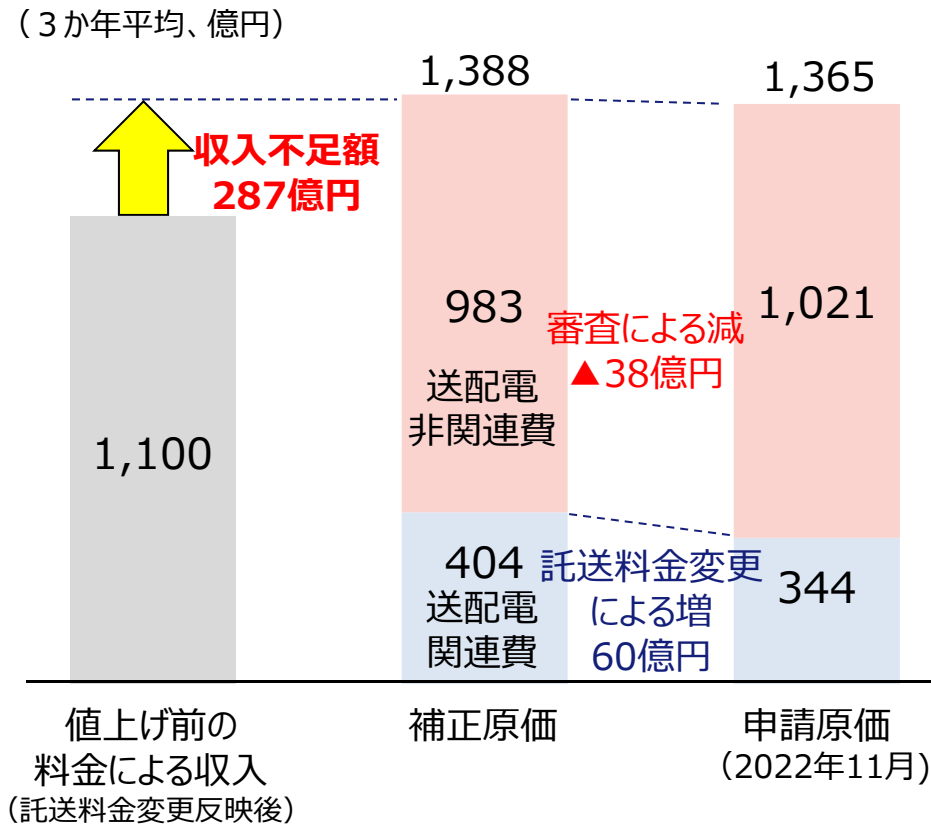 （３か年平均、億円）
1,388
1,365
収入不足額
287億円
1,100
983
送配電
非関連費
審査による減
▲38億円
1,021
404
送配電
関連費
託送料金変更
による増
60億円
344
値上げ前の
料金による収入
（託送料金変更反映後）
補正原価
申請原価
（2022年11月)